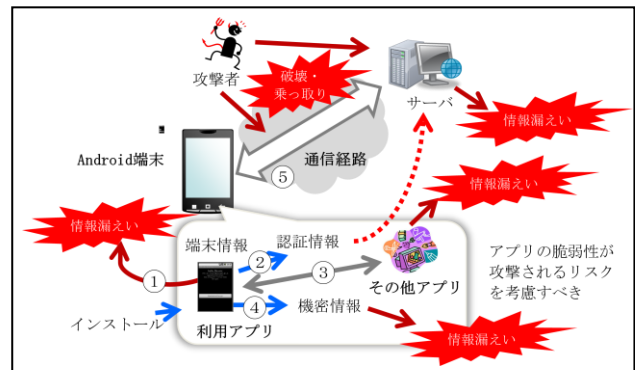 攻撃者
破壊・
乗っ取り
サーバ
情報漏えい
Android端末
通信経路
⑤
情報漏えい
情報漏えい
端末情報
認証情報
②
①
③
アプリの脆弱性が
攻撃されるリスク
を考慮すべき
その他アプリ
④
機密情報
インストール
利用アプリ
情報漏えい